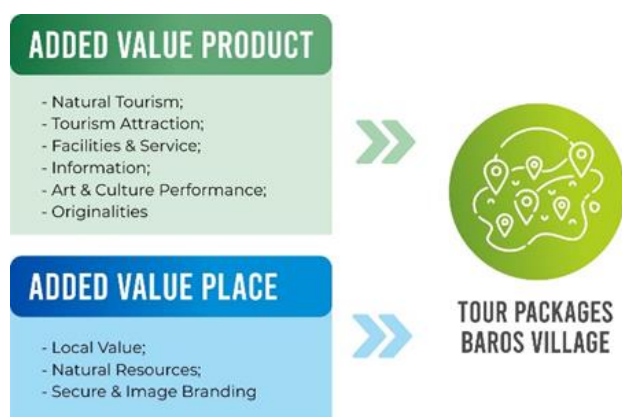 ADDED VALUE PRODUCT
- Natural Tourism;
- Tourism Attraction;
- Facilities & Service;
- Information;
- Art & Culture Performance;
- Originalities
ADDED VALUE PLACE
- Local Value;
- Natural Resources;
- Secure & Image Branding
TOUR PACKAGES
BAROS VILLAGE